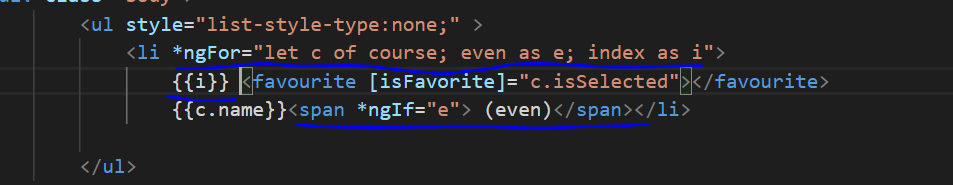 <ul style="list-style-type:none;" >
<li *ngFor="let c of course; even as e; index as i">
{{i}} <favourite [isFavorite]="c.isSelected"></favourite>
{{c.name}}<span *ngIf="e"> (even)</span></li>
</ul>